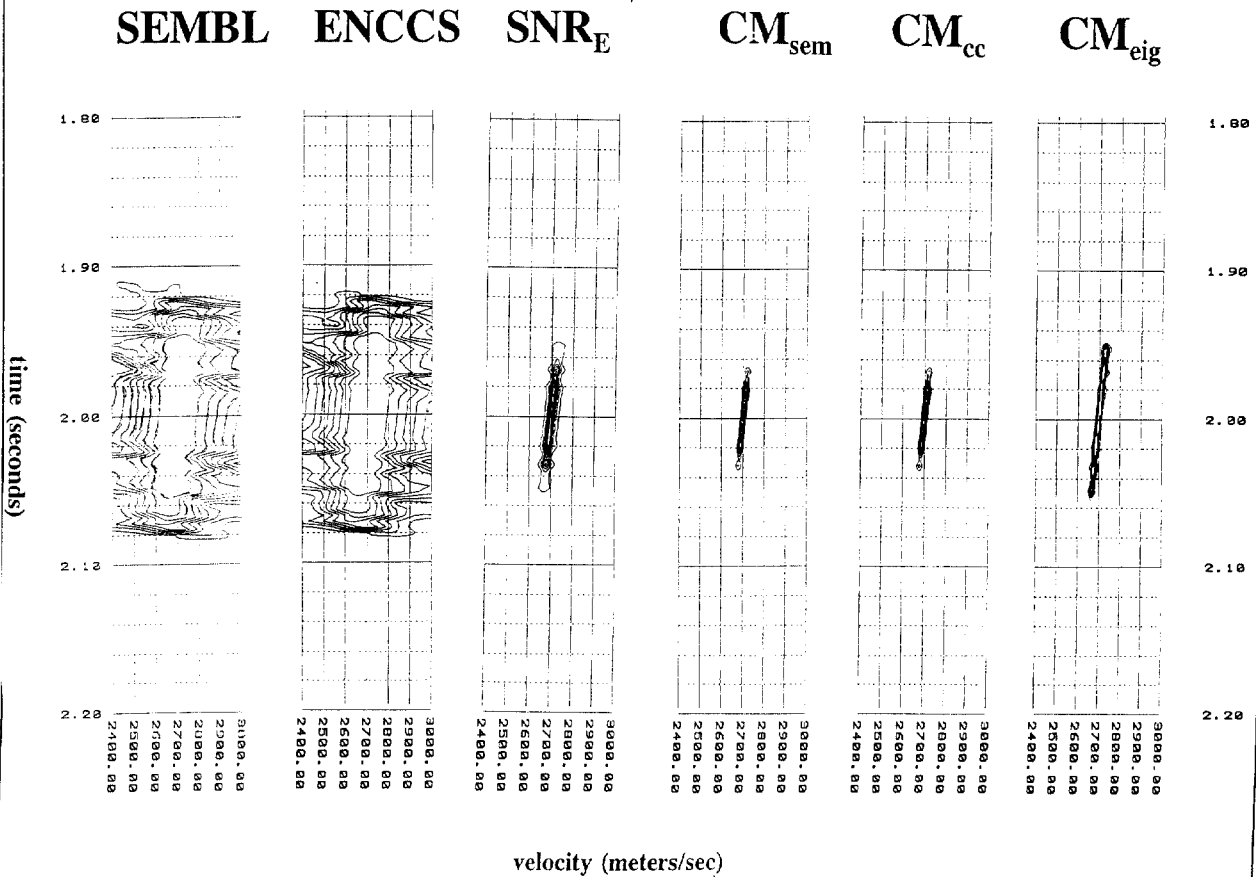 SEMBL ENCCS SNR_E CM_sem CM_cc CM_eig
1.80 1.80
1.90 1.90
2.00 2.00
2.10 2.10
2.20 2.20
time (seconds)
2400.00 2500.00 2600.00 2700.00 2800.00 2900.00 3000.00
2400.00 2500.00 2600.00 2700.00 2800.00 2900.00 3000.00
2400.00 2500.00 2600.00 2700.00 2800.00 2900.00 3000.00
2400.00 2500.00 2600.00 2700.00 2800.00 2900.00 3000.00
2400.00 2500.00 2600.00 2700.00 2800.00 2900.00 3000.00
2400.00 2500.00 2600.00 2700.00 2800.00 2900.00 3000.00
velocity (meters/sec)